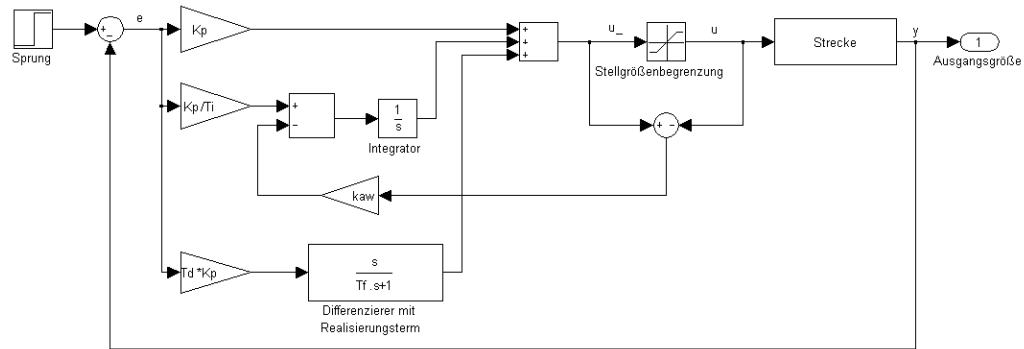 Sprung
+
−
e
Kp
Kp/Ti
+
−
1
s
Integrator
kaw
Td *Kp
s
Tf .s+1
Differenzierer mit
Realisierungsterm
+
+
+
u_
Stellgrößenbegrenzung
u
+ −
Strecke
y
1
Ausgangsgröße